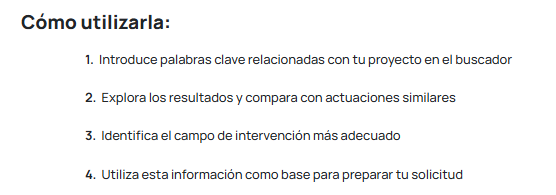 Cómo utilizarla:
1. Introduce palabras clave relacionadas con tu proyecto en el buscador
2. Explora los resultados y compara con actuaciones similares
3. Identifica el campo de intervención más adecuado
4. Utiliza esta información como base para preparar tu solicitud